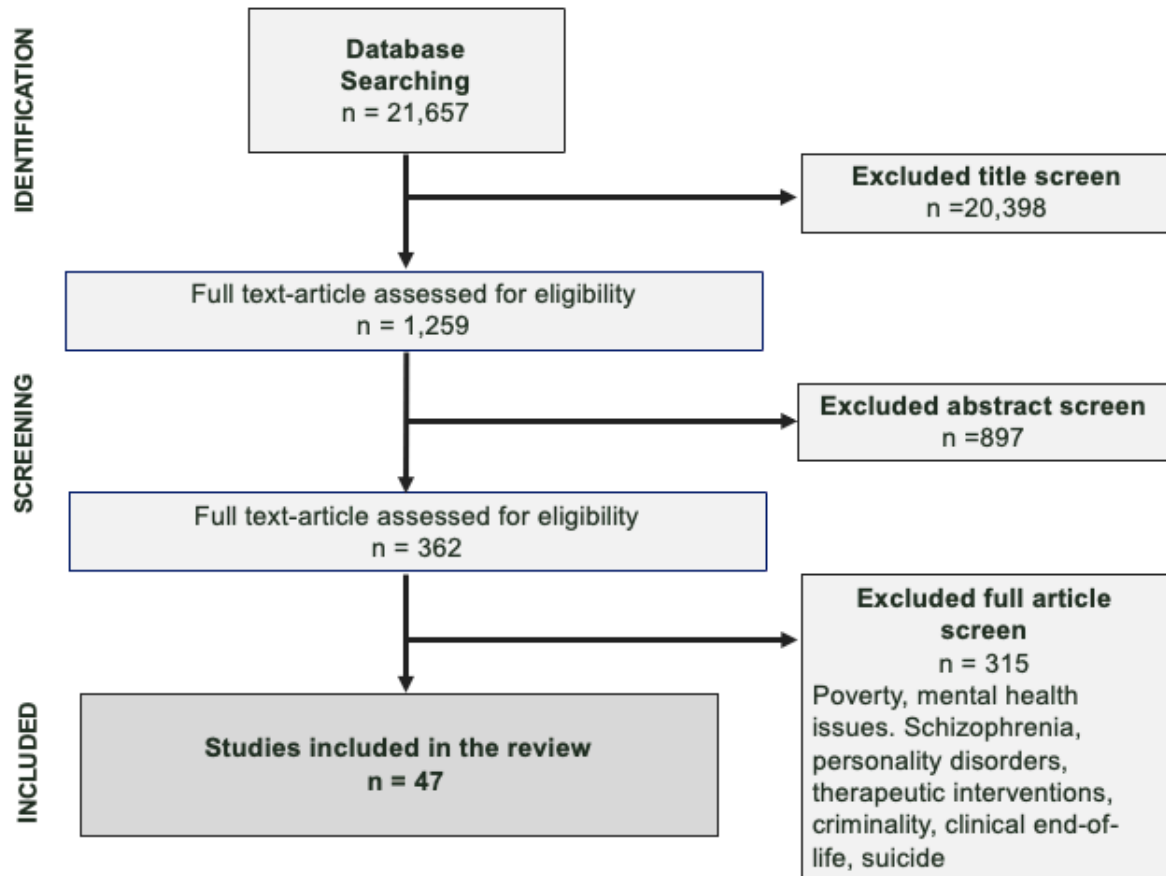 IDENTIFICATION
Database
Searching
n = 21,657
Excluded title screen
n =20,398
Full text-article assessed for eligibility
n = 1,259
SCREENING
Excluded abstract screen
n =897
Full text-article assessed for eligibility
n = 362
Excluded full article
screen
n = 315
Poverty, mental health
issues. Schizophrenia,
personality disorders,
therapeutic interventions,
criminality, clinical end-of-
life, suicide
INCLUDED
Studies included in the review
n = 47